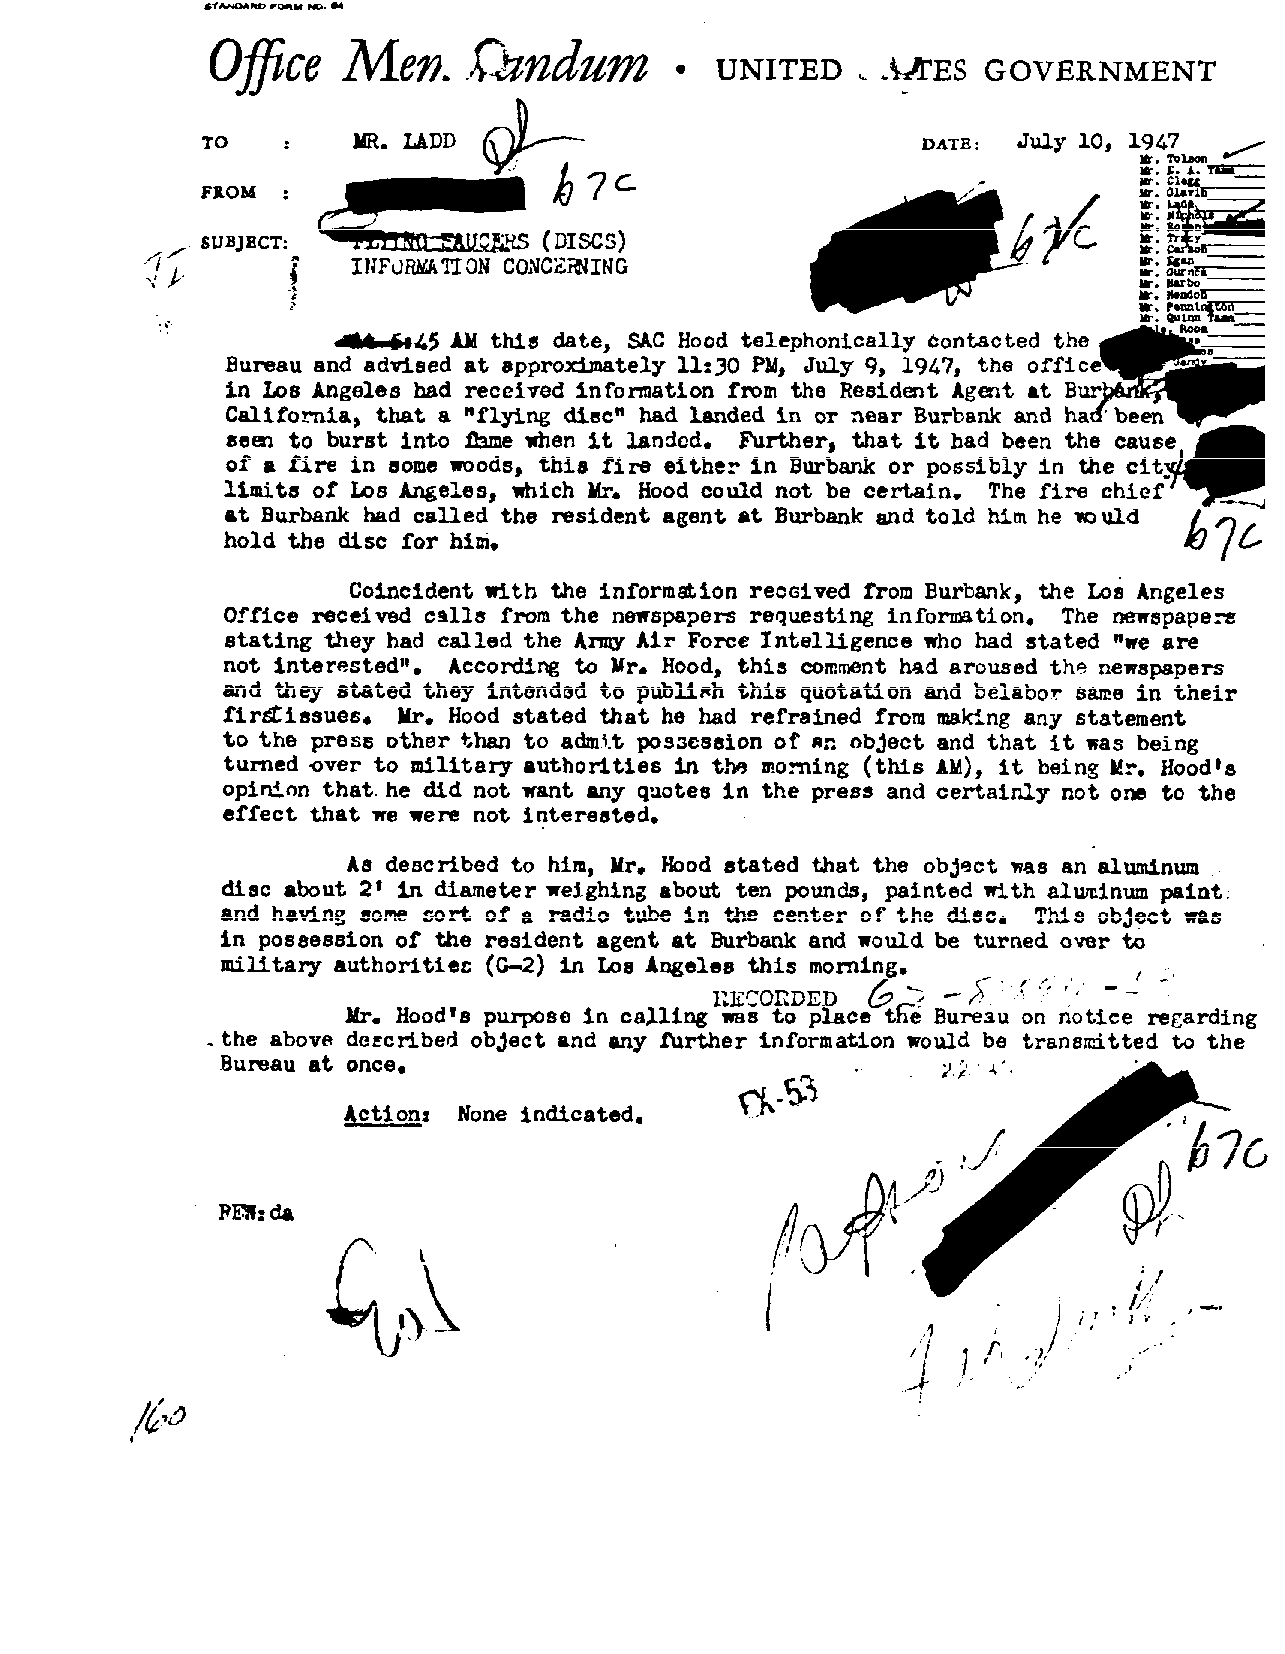 STANDARD FORM NO. 64
Office Mem randum • UNITED STATES GOVERNMENT
TO : MR. LADD
DATE: July 10, 1947
FROM :
b7c
SUBJECT: FLYING SAUCERS (DISCS)
INFORMATION CONCERNING
b7c
Mr. Tolson
Mr. E. A. Tamm
Mr. Clegg
Mr. Glavin
Mr. Ladd
Mr. Nichols
Mr. Rosen
Mr. Tracy
Mr. Carson
Mr. Egan
Mr. Gurnea
Mr. Harbo
Mr. Hendon
Mr. Pennington
Mr. Quinn Tamm
Room
45 AM this date, SAC Hood telephonically contacted the
Bureau and advised at approximately 11:30 PM, July 9, 1947, the office
in Los Angeles had received information from the Resident Agent at Burbank,
California, that a "flying disc" had landed in or near Burbank and had been
seen to burst into flame when it landed. Further, that it had been the cause
of a fire in some woods, this fire either in Burbank or possibly in the city
limits of Los Angeles, which Mr. Hood could not be certain. The fire chief
at Burbank had called the resident agent at Burbank and told him he would
hold the disc for him.
b7c
Coincident with the information received from Burbank, the Los Angeles
Office received calls from the newspapers requesting information. The newspapers
stating they had called the Army Air Force Intelligence who had stated "we are
not interested". According to Mr. Hood, this comment had aroused the newspapers
and they stated they intended to publish this quotation and belabor same in their
first issues. Mr. Hood stated that he had refrained from making any statement
to the press other than to admit possession of an object and that it was being
turned over to military authorities in the morning (this AM), it being Mr. Hood's
opinion that he did not want any quotes in the press and certainly not one to the
effect that we were not interested.
As described to him, Mr. Hood stated that the object was an aluminum
disc about 2' in diameter weighing about ten pounds, painted with aluminum paint
and having some sort of a radio tube in the center of the disc. This object was
in possession of the resident agent at Burbank and would be turned over to
military authorities (G-2) in Los Angeles this morning.
RECORDED
Mr. Hood's purpose in calling was to place the Bureau on notice regarding
the above described object and any further information would be transmitted to the
Bureau at once.
EX-53
Action: None indicated.
b7c
PEW:da
160